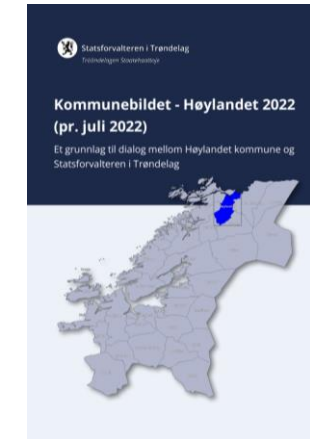 Statsforvalteren i Trøndelag
Trööndelagen Staatehaaltoje
Kommunebildet - Høylandet 2022
(pr. juli 2022)
Et grunnlag til dialog mellom Høylandet kommune og
Statsforvalteren i Trøndelag